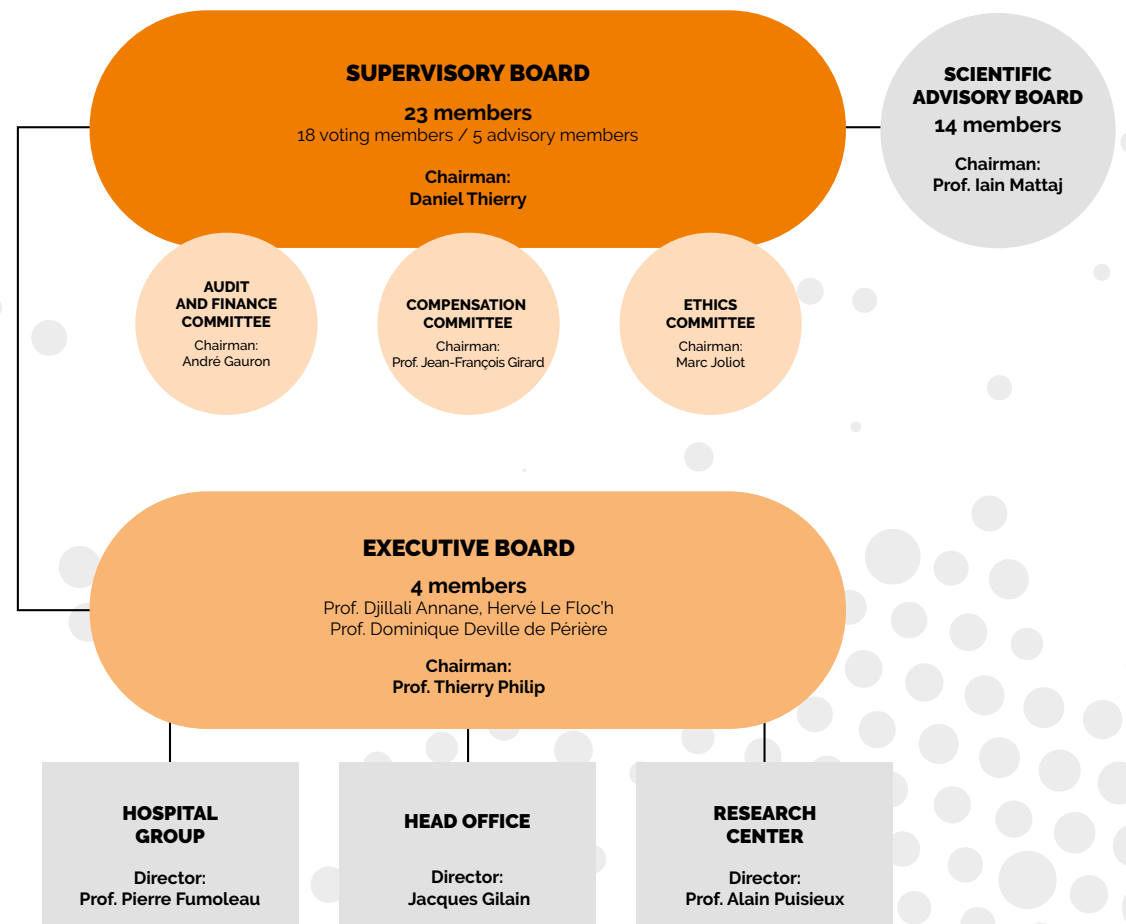 SUPERVISORY BOARD
23 members
18 voting members / 5 advisory members
Chairman:
Daniel Thierry
SCIENTIFIC
ADVISORY BOARD
14 members
Chairman:
Prof. Iain Mattaj
AUDIT
AND FINANCE
COMMITTEE
Chairman:
André Gauron
COMPENSATION
COMMITTEE
Chairman:
Prof. Jean-François Girard
ETHICS
COMMITTEE
Chairman:
Marc Joliot
EXECUTIVE BOARD
4 members
Prof. Djillali Annane, Hervé Le Floc'h
Prof. Dominique Deville de Périère
Chairman:
Prof. Thierry Philip
HOSPITAL
GROUP
Director:
Prof. Pierre Fumoleau
HEAD OFFICE
Director:
Jacques Gilain
RESEARCH
CENTER
Director:
Prof. Alain Puisieux